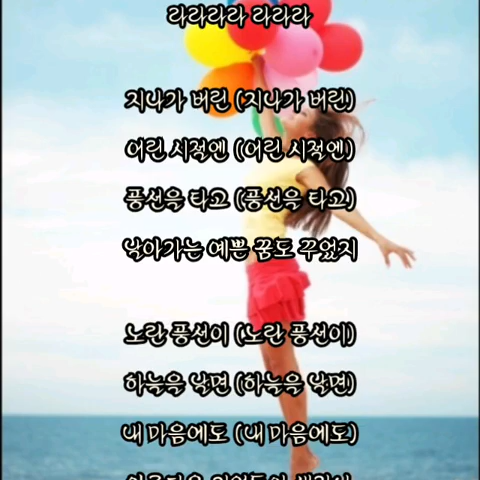 라라라라 라라라
지나가 버린 (지나가 버린)
어린 시절엔 (어린 시절엔)
풍선을 타고 (풍선을 타고)
날아가는 예쁜 꿈도 꾸었지
노란 풍선이 (노란 풍선이)
하늘을 날면 (하늘을 날면)
내 마음에도 (내 마음에도)